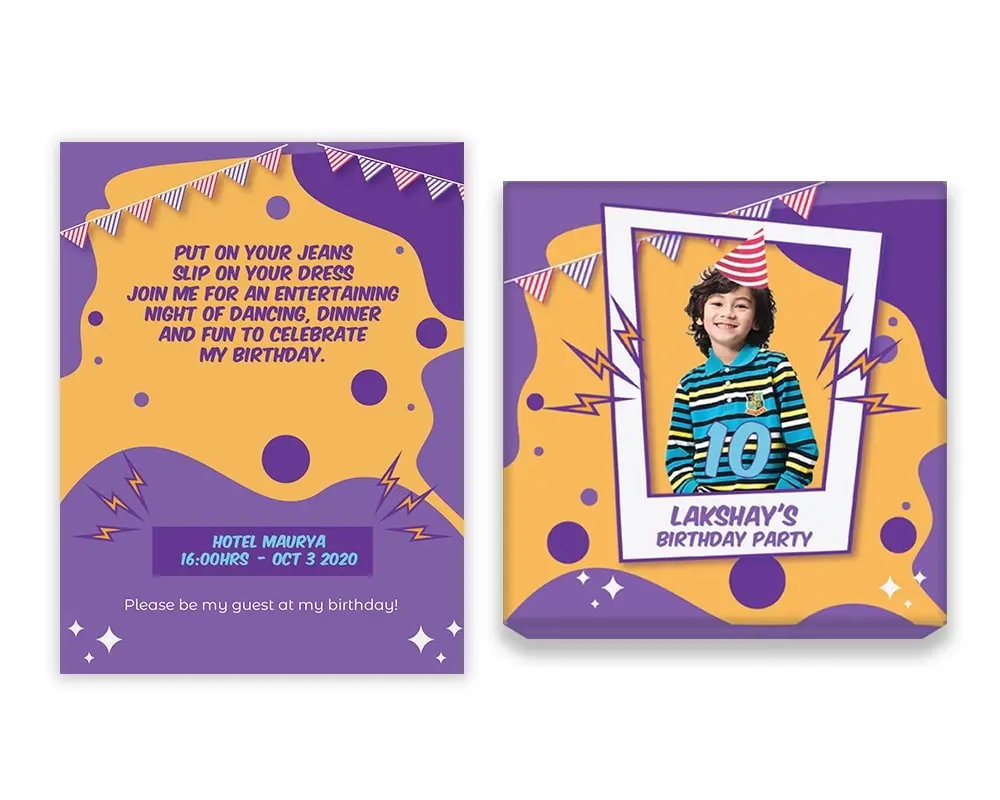 PUT ON YOUR JEANS
SLIP ON YOUR DRESS
JOIN ME FOR AN ENTERTAINING
NIGHT OF DANCING, DINNER
AND FUN TO CELEBRATE
MY BIRTHDAY.
HOTEL MAURYA
16:00HRS - OCT 3 2020
Please be my guest at my birthday!
10
LAKSHAY'S
BIRTHDAY PARTY